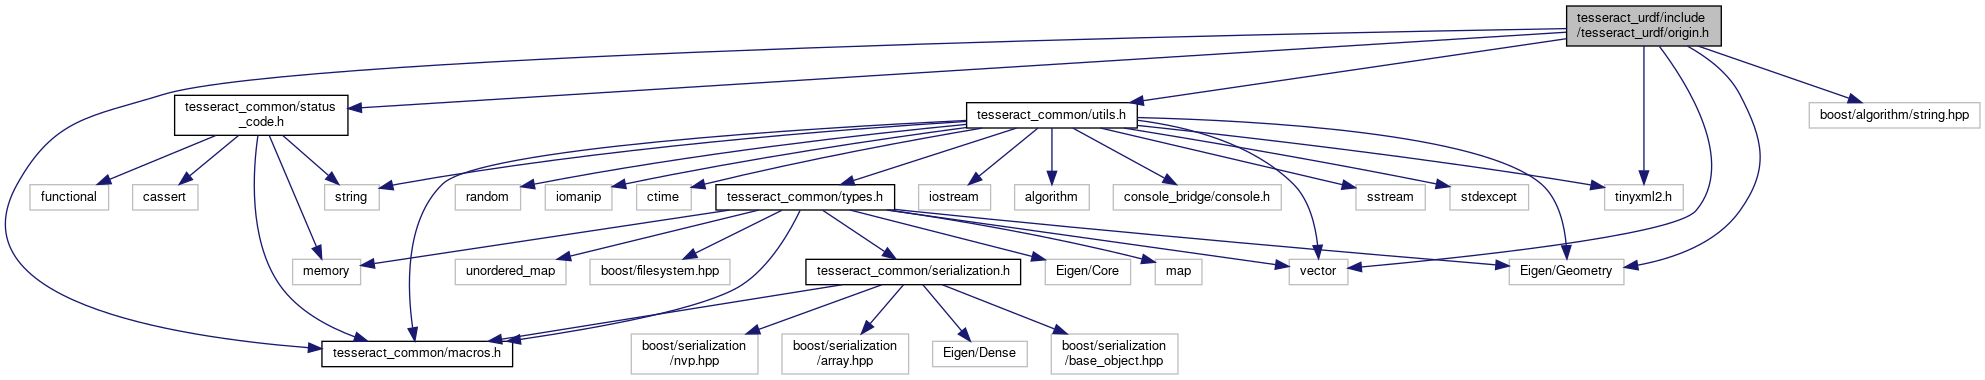 tesseract_urdf/include
/tesseract_urdf/origin.h
tesseract_common/status
_code.h
tesseract_common/utils.h
boost/algorithm/string.hpp
functional
cassert
string
random
iomanip
ctime
tesseract_common/types.h
iostream
algorithm
console_bridge/console.h
sstream
stdexcept
tinyxml2.h
memory
unordered_map
boost/filesystem.hpp
tesseract_common/serialization.h
Eigen/Core
map
vector
Eigen/Geometry
tesseract_common/macros.h
boost/serialization
/nvp.hpp
boost/serialization
/array.hpp
Eigen/Dense
boost/serialization
/base_object.hpp